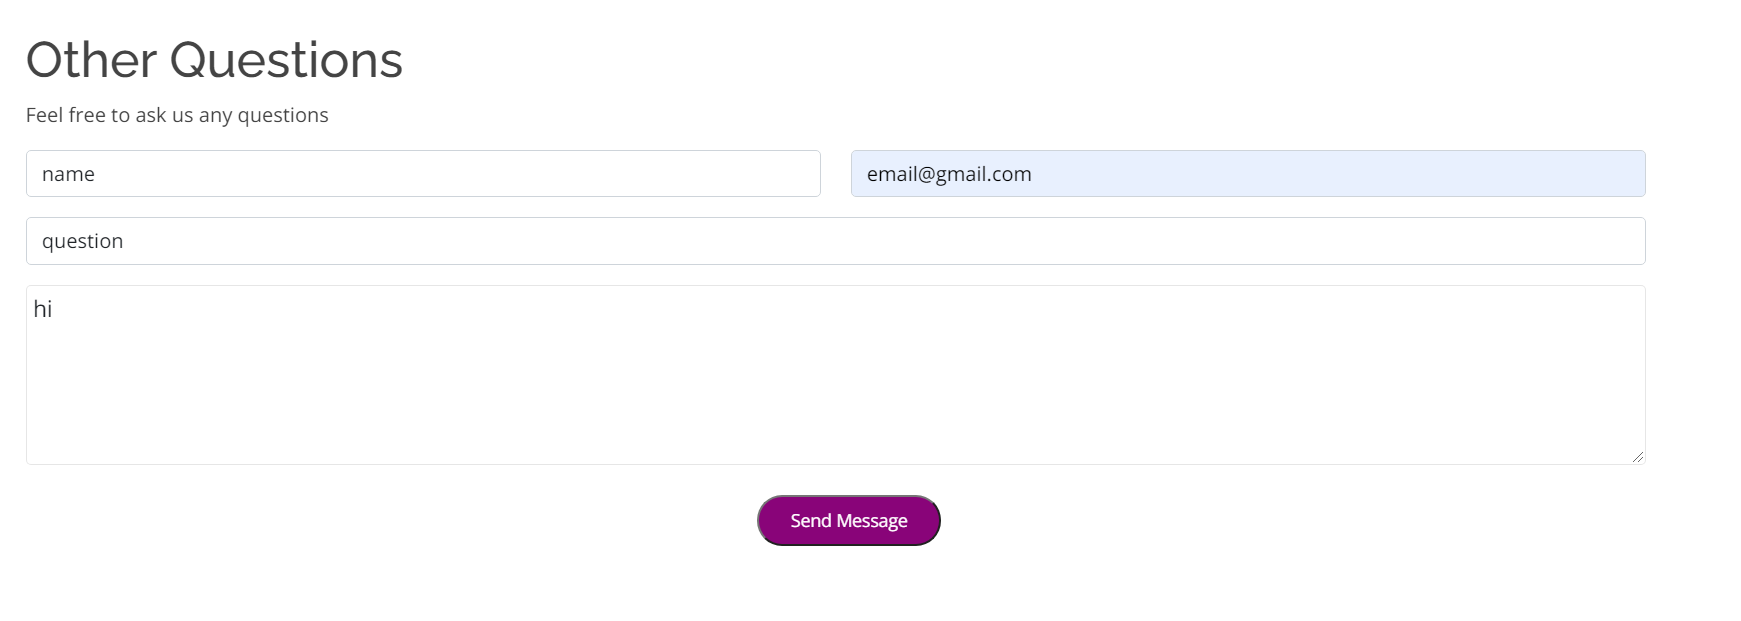 Other Questions
Feel free to ask us any questions
name email@gmail.com
question
hi
Send Message